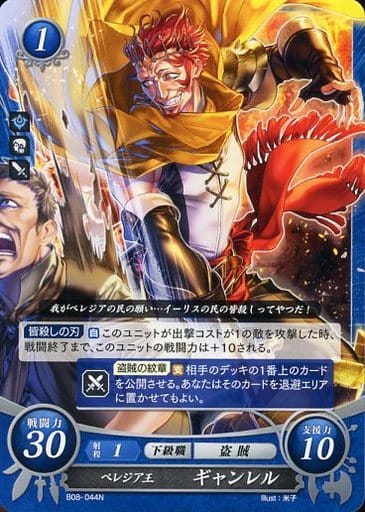 1
我がペレジアの民の願い…イーリスの民の皆殺しってやつだ!
皆殺しの刃 自 このユニットが出撃コストが1の敵を攻撃した時、
戦闘終了まで、このユニットの戦闘力は+10される。
盗賊の紋章 支 相手のデッキの1番上のカード
を公開させる。あなたはそのカードを退避エリア
に置かせてもよい。
戦闘力
30
射程 1
下級職
盗賊
支援力
10
ペレジア王 ギャンレル
B08-044N
Illust:米子